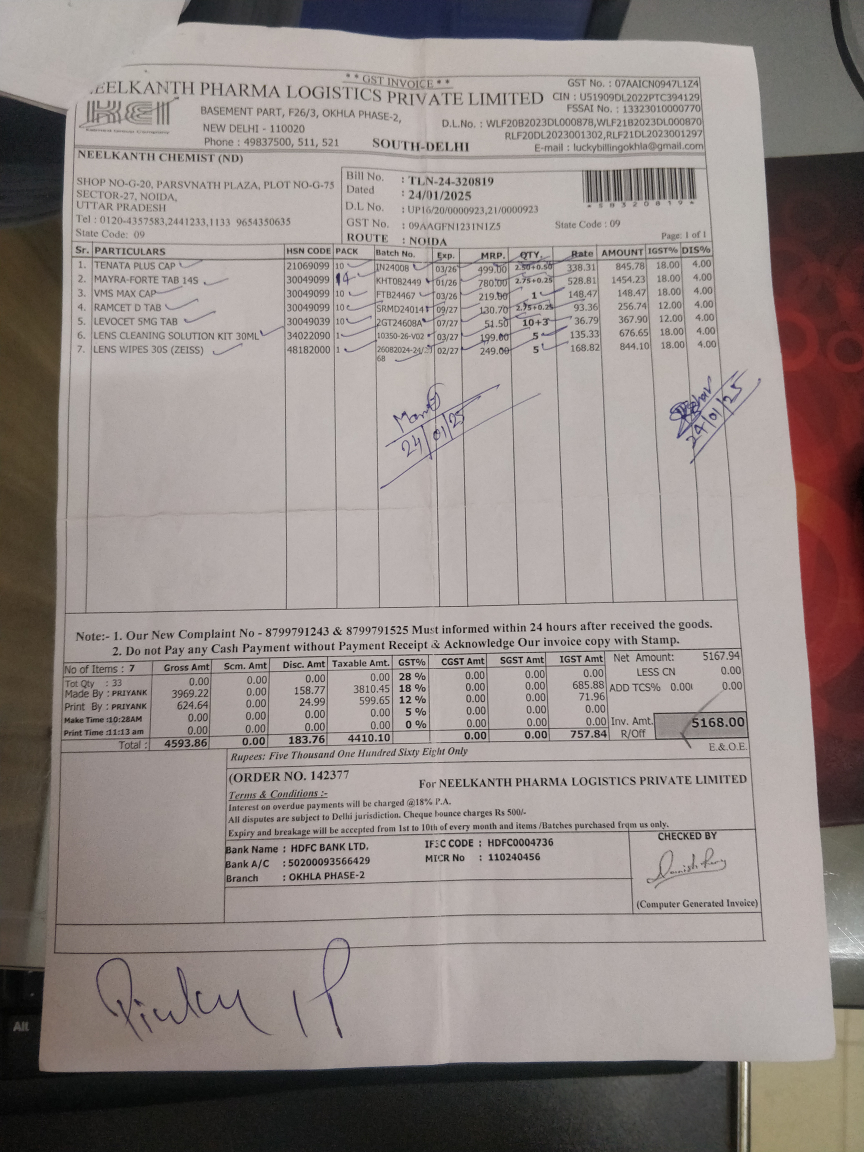 * * GST INVOICE * *
EELKANTH PHARMA LOGISTICS PRIVATE LIMITED
GST No. : 07AAICN0947L1Z4
CIN : U51909DL2022PTC394129
FSSAI No. : 13323010000770
BASEMENT PART, F26/3, OKHLA PHASE-2,
NEW DELHI - 110020
Phone : 49837500, 511, 521
SOUTH-DELHI
D.L.No. : WLF20B2023DL000878,WLF21B2023DL000870
RLF20DL2023001302,RLF21DL2023001297
E-mail : luckybillingokhla@gmail.com
NEELKANTH CHEMIST (ND)
SHOP NO-G-20, PARSVNATH PLAZA, PLOT NO-G-75
SECTOR-27, NOIDA,
UTTAR PRADESH
Tel : 0120-4357583,2441233,1133 9654350635
State Code: 09
Bill No. : TLN-24-320819
Dated : 24/01/2025
D.L No. : UP16/20/0000923,21/0000923
GST No. : 09AAGFN1231N1Z5 State Code : 09
ROUTE : NOIDA
*58320819*
Page: 1 of 1
Sr. PARTICULARS HSN CODE PACK Batch No. Exp. MRP. QTY. Rate AMOUNT IGST% DIS%
1. TENATA PLUS CAP 21069099 10 JN24008 03/26 499.00 2.50+0.50 338.31 845.78 18.00 4.00
2. MAYRA-FORTE TAB 14S 30049099 14 KHT082449 01/26 780.00 2.75+0.25 528.81 1454.23 18.00 4.00
3. VMS MAX CAP 30049099 10 FTB24467 03/26 219.00 1 148.47 148.47 18.00 4.00
4. RAMCET D TAB 30049099 10 SRMD24014 09/27 130.70 2.75+0.25 93.36 256.74 12.00 4.00
5. LEVOCET 5MG TAB 30049039 10 2GT24608A 07/27 51.50 10+3 36.79 367.90 12.00 4.00
6. LENS CLEANING SOLUTION KIT 30ML 34022090 1 10350-26-V02 03/27 199.00 5 135.33 676.65 18.00 4.00
7. LENS WIPES 30S (ZEISS) 48182000 1 26082024-24/ 02/27 249.00 5 168.82 844.10 18.00 4.00
68
24/01/25
24/01/25
Note:- 1. Our New Complaint No - 8799791243 & 8799791525 Must informed within 24 hours after received the goods.
2. Do not Pay any Cash Payment without Payment Receipt & Acknowledge Our invoice copy with Stamp.
No of Items : 7 Gross Amt Scm. Amt Disc. Amt Taxable Amt. GST% CGST Amt SGST Amt IGST Amt Net Amount: 5167.94
Tot Qty : 33 0.00 0.00 0.00 0.00 28 % 0.00 0.00 0.00 LESS CN 0.00
Made By : PRIYANK 3969.22 0.00 158.77 3810.45 18 % 0.00 0.00 685.88 ADD TCS% 0.00 0.00
Print By : PRIYANK 624.64 0.00 24.99 599.65 12 % 0.00 0.00 71.96
Make Time :10:28AM 0.00 0.00 0.00 0.00 5 % 0.00 0.00 0.00
Print Time :11:13 am 0.00 0.00 0.00 0.00 0 % 0.00 0.00 0.00 Inv. Amt. 5168.00
Total : 4593.86 0.00 183.76 4410.10 0.00 0.00 757.84 R/Off
E.&O.E
Rupees: Five Thousand One Hundred Sixty Eight Only
(ORDER NO. 142377
For NEELKANTH PHARMA LOGISTICS PRIVATE LIMITED
Terms & Conditions :-
Interest on overdue payments will be charged @18% P.A.
All disputes are subject to Delhi jurisdiction. Cheque bounce charges Rs 500/-
Expiry and breakage will be accepted from 1st to 10th of every month and items /Batches purchased from us only.
Bank Name : HDFC BANK LTD. IFSC CODE : HDFC0004736
Bank A/C : 50200093566429 MICR No : 110240456
Branch : OKHLA PHASE-2
CHECKED BY
(Computer Generated Invoice)
Alt